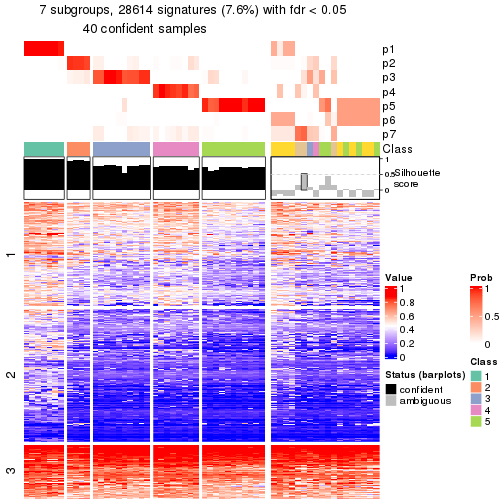 7 subgroups, 28614 signatures (7.6%) with fdr < 0.05
40 confident samples
p1
p2
p3
p4
p5
p6
p7
Class
1
0.5
0
Silhouette
score
1
2
3
Value
1
0.8
0.6
0.4
0.2
0
Prob
1
0.5
0
Status (barplots)
confident
ambiguous
Class
1
2
3
4
5